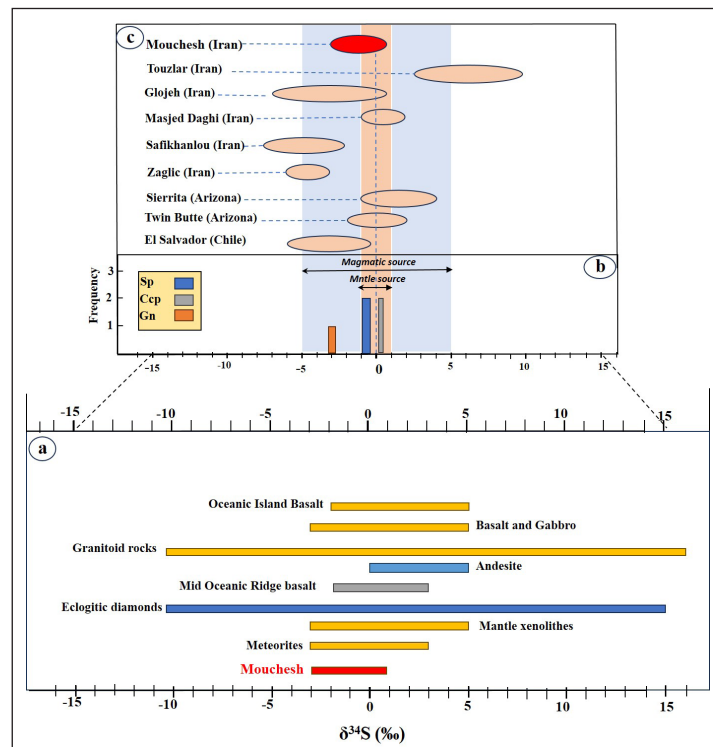 c
Mouchesh (Iran)
Touzlar (Iran)
Glojeh (Iran)
Masjed Daghi (Iran)
Safikhanlou (Iran)
Zaglic (Iran)
Sierrita (Arizona)
Twin Butte (Arizona)
El Salvador (Chile)
Magmatic source
b
Mntle source
Frequency
3
2
1
Sp
Ccp
Gn
-15 -10 -5 0 5 10 15
-15 -10 -5 0 5 10 15
a
Oceanic Island Basalt
Basalt and Gabbro
Granitoid rocks
Andesite
Mid Oceanic Ridge basalt
Eclogitic diamonds
Mantle xenolithes
Meteorites
Mouchesh
-15 -10 -5 0 5 10 15
δ³⁴S (‰)